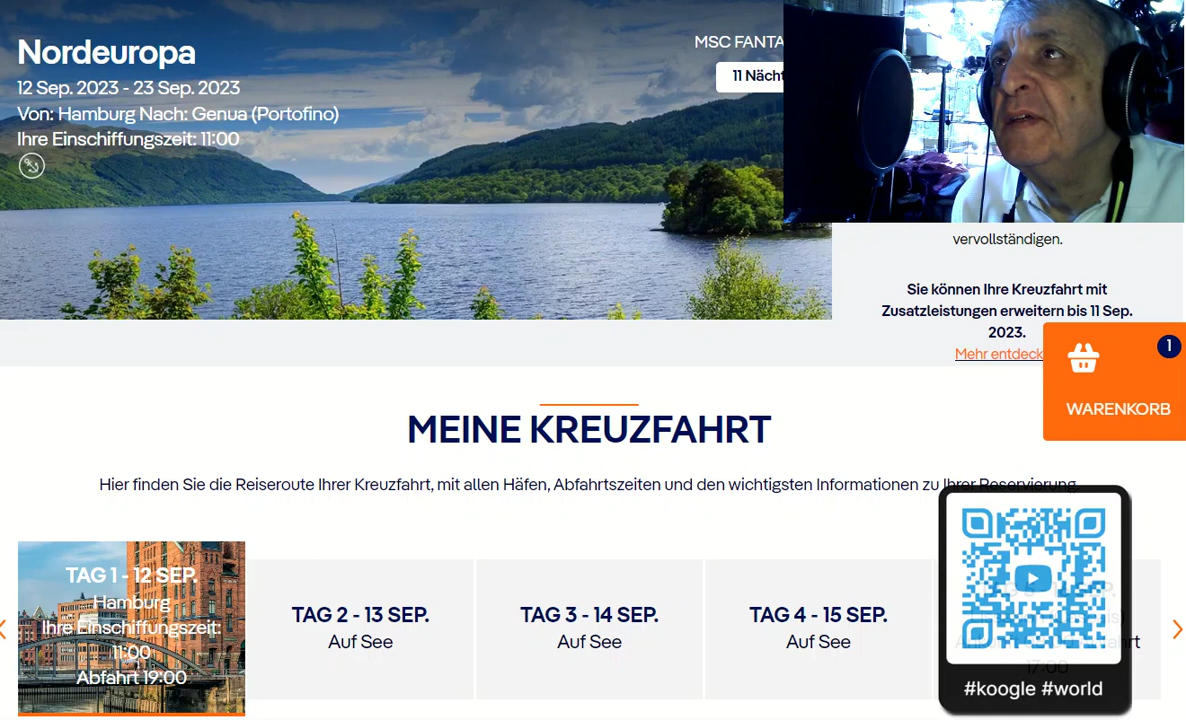 Nordeuropa
12 Sep. 2023 - 23 Sep. 2023
Von: Hamburg Nach: Genua (Portofino)
Ihre Einschiffungszeit: 11:00
MSC FANTA
11 Nächt
vervollständigen.
Sie können Ihre Kreuzfahrt mit
Zusatzleistungen erweitern bis 11 Sep.
2023.
Mehr entdeck
1
WARENKORB
MEINE KREUZFAHRT
Hier finden Sie die Reiseroute Ihrer Kreuzfahrt, mit allen Häfen, Abfahrtszeiten und den wichtigsten Informationen zu Ihrer Reservierung.
TAG 1 - 12 SEP.
Hamburg
Ihre Einschiffungszeit:
11:00
Abfahrt 19:00
TAG 2 - 13 SEP.
Auf See
TAG 3 - 14 SEP.
Auf See
TAG 4 - 15 SEP.
Auf See
17:00
#koogle #world